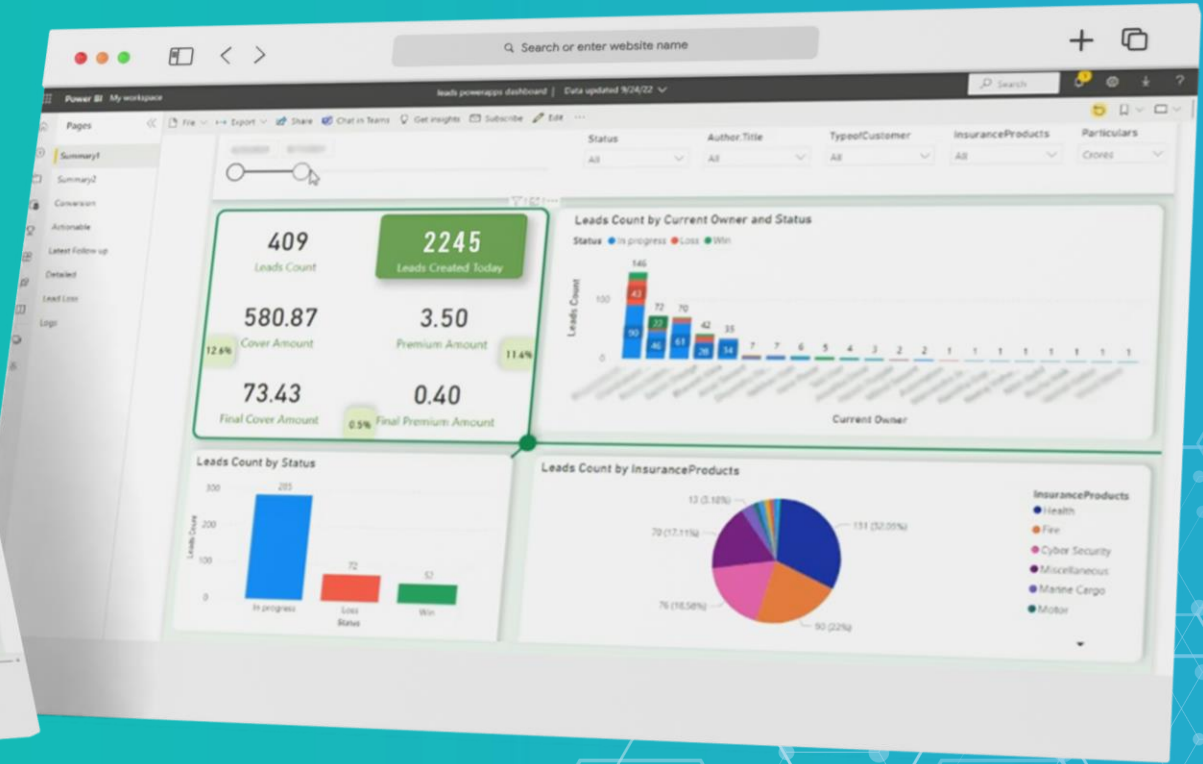 Search or enter website name
Power BI My workspace
leads powerapps dashboard | Data updated 9/24/22
Search
Pages
File Export Share Chat in Teams Get insights Subscribe Edit ...
Summary1
Summary2
Conversion
Actionable
Latest Follow up
Detailed
Lead Loss
Logs
Status Author.Title TypeofCustomer InsuranceProducts Particulars
All All All All Crores
409
Leads Count
2245
Leads Created Today
580.87
Cover Amount
12.6%
3.50
Premium Amount
11.4%
73.43
Final Cover Amount
0.5%
0.40
Final Premium Amount
Leads Count by Current Owner and Status
Status In progress Loss Win
Leads Count
100
0
146 72 70 42 35 7 7 6 5 4 3 2 2 1 1 1 1 1 1 1
43
90
22
46
61
28
14
Current Owner
Leads Count by Status
Leads Count
300
200
100
0
285
72
52
In progress Loss Win
Status
Leads Count by InsuranceProducts
13 (3.18%)
70 (17.11%)
76 (18.58%)
131 (32.03%)
90 (22%)
InsuranceProducts
Health
Fire
Cyber Security
Miscellaneous
Marine Cargo
Motor